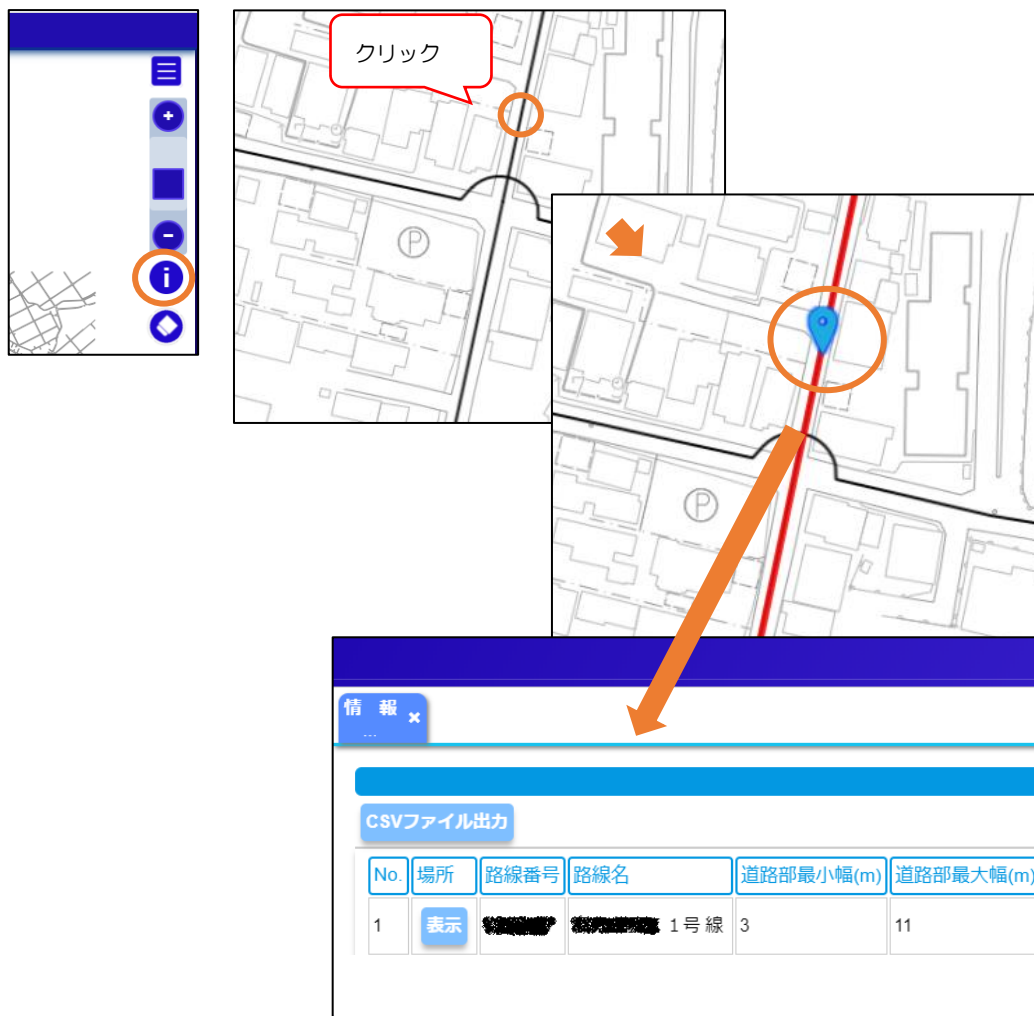 +
-
i
クリック
P
P
情 報 ×
...
CSVファイル出力
No. 場所 路線番号 路線名 道路部最小幅(m) 道路部最大幅(m)
1 表示 1号線 3 11